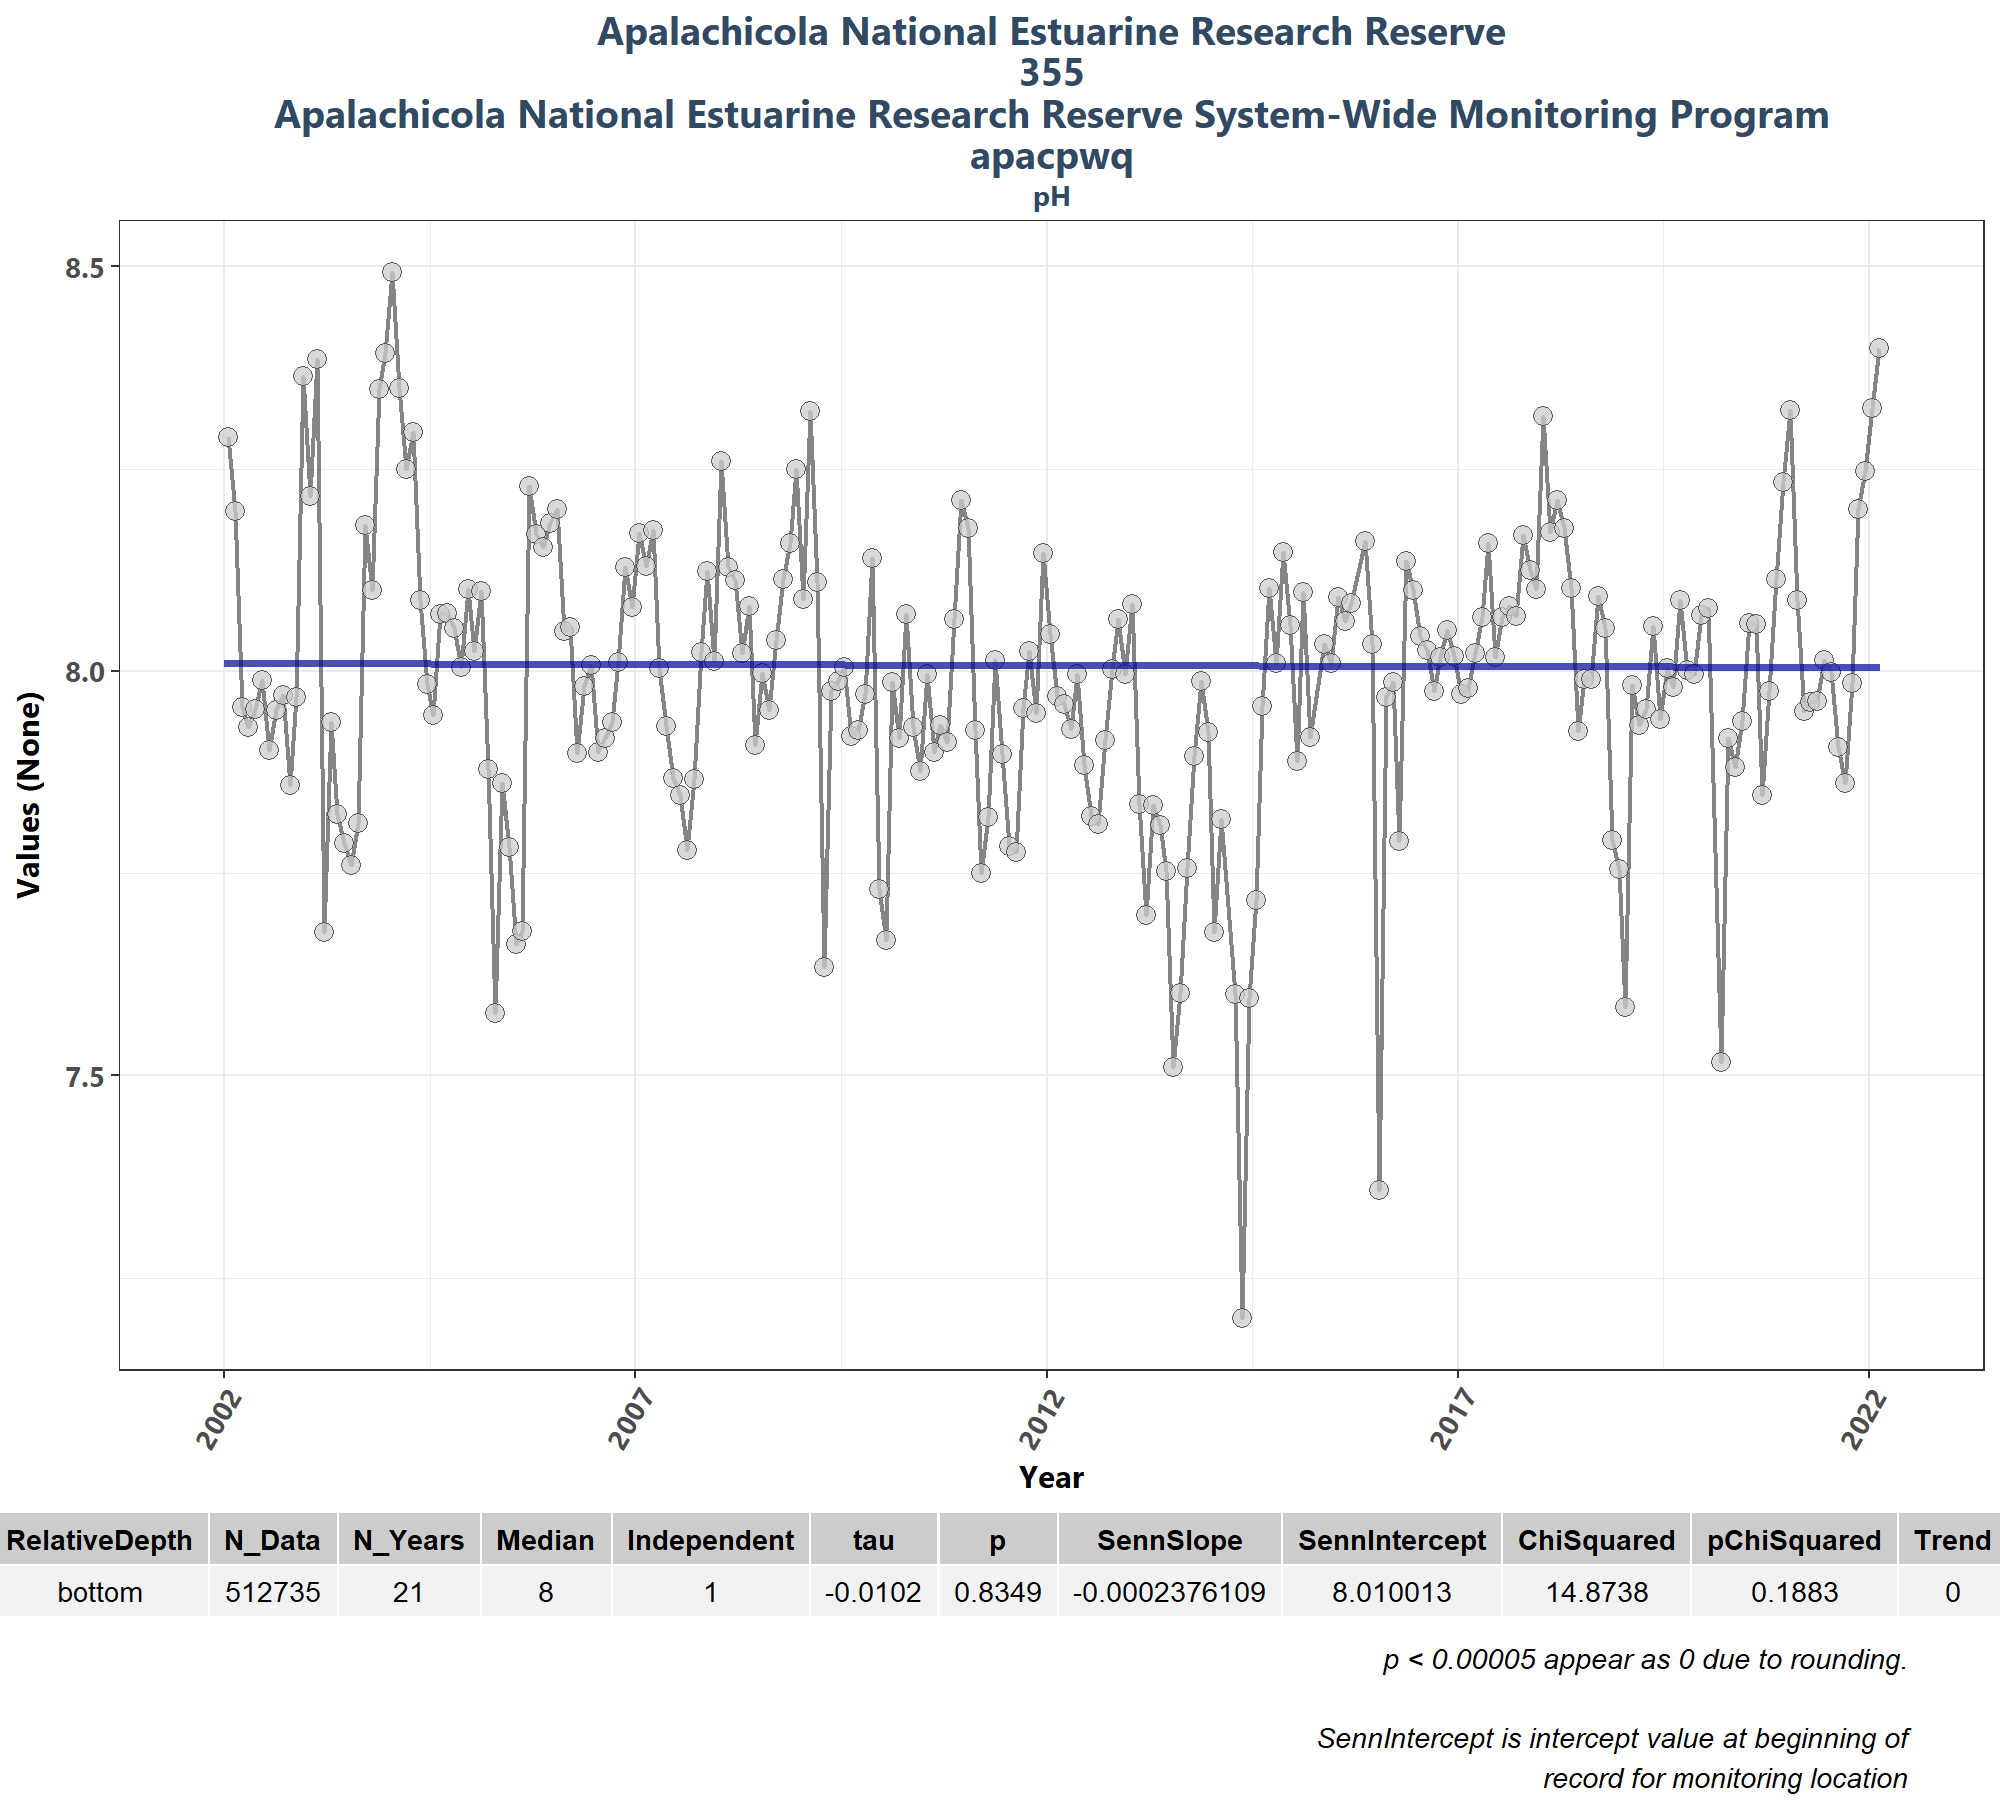 Apalachicola National Estuarine Research Reserve
355
Apalachicola National Estuarine Research Reserve System-Wide Monitoring Program
apacpwq
pH
8.5
8.0
7.5
Values (None)
2002 2007 2012 2017 2022
Year
RelativeDepth N_Data N_Years Median Independent tau p SennSlope SennIntercept ChiSquared pChiSquared Trend
bottom 512735 21 8 1 -0.0102 0.8349 -0.0002376109 8.010013 14.8738 0.1883 0
p < 0.00005 appear as 0 due to rounding.
SennIntercept is intercept value at beginning of
record for monitoring location